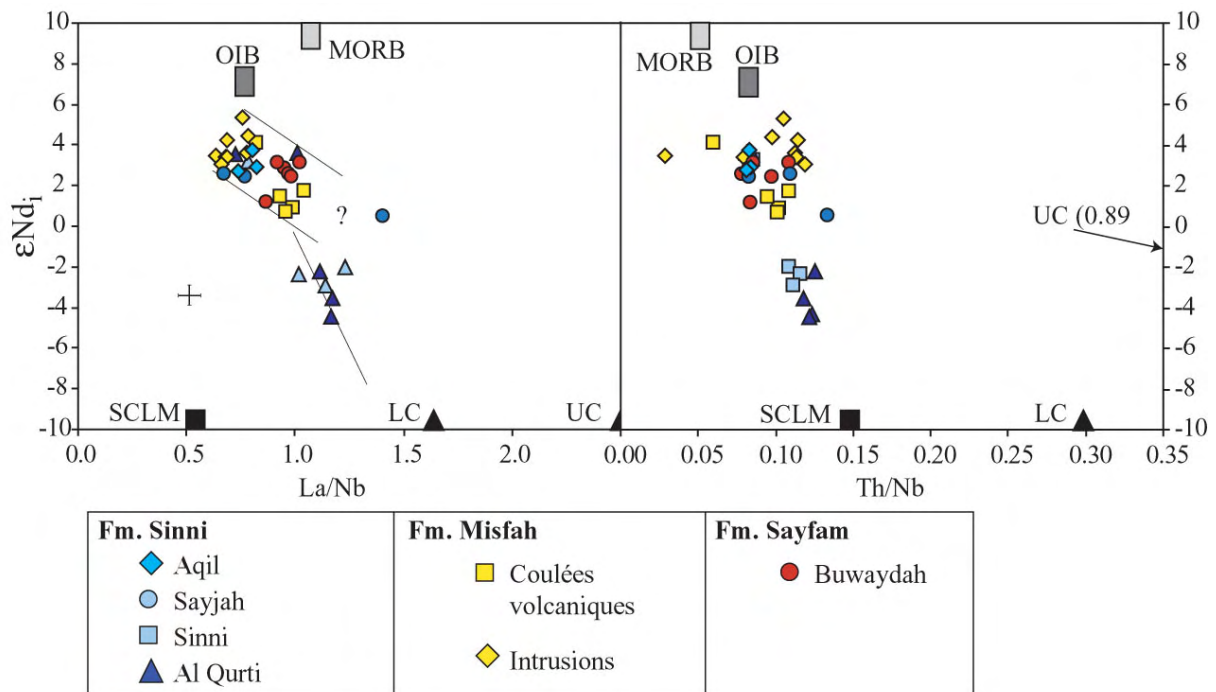 10
8
6
4
2
0
-2
-4
-6
-8
-10
εNdi
OIB
MORB
?
SCLM
LC
UC
0.0
0.5
1.0
1.5
2.0
La/Nb
MORB
OIB
UC (0.89
SCLM
LC
0.00
0.05
0.10
0.15
0.20
0.25
0.30
0.35
Th/Nb
10
8
6
4
2
0
-2
-4
-6
-8
-10
Fm. Sinni
Aqil
Sayjah
Sinni
Al Qurti
Fm. Misfah
Coulées
volcaniques
Intrusions
Fm. Sayfam
Buwaydah